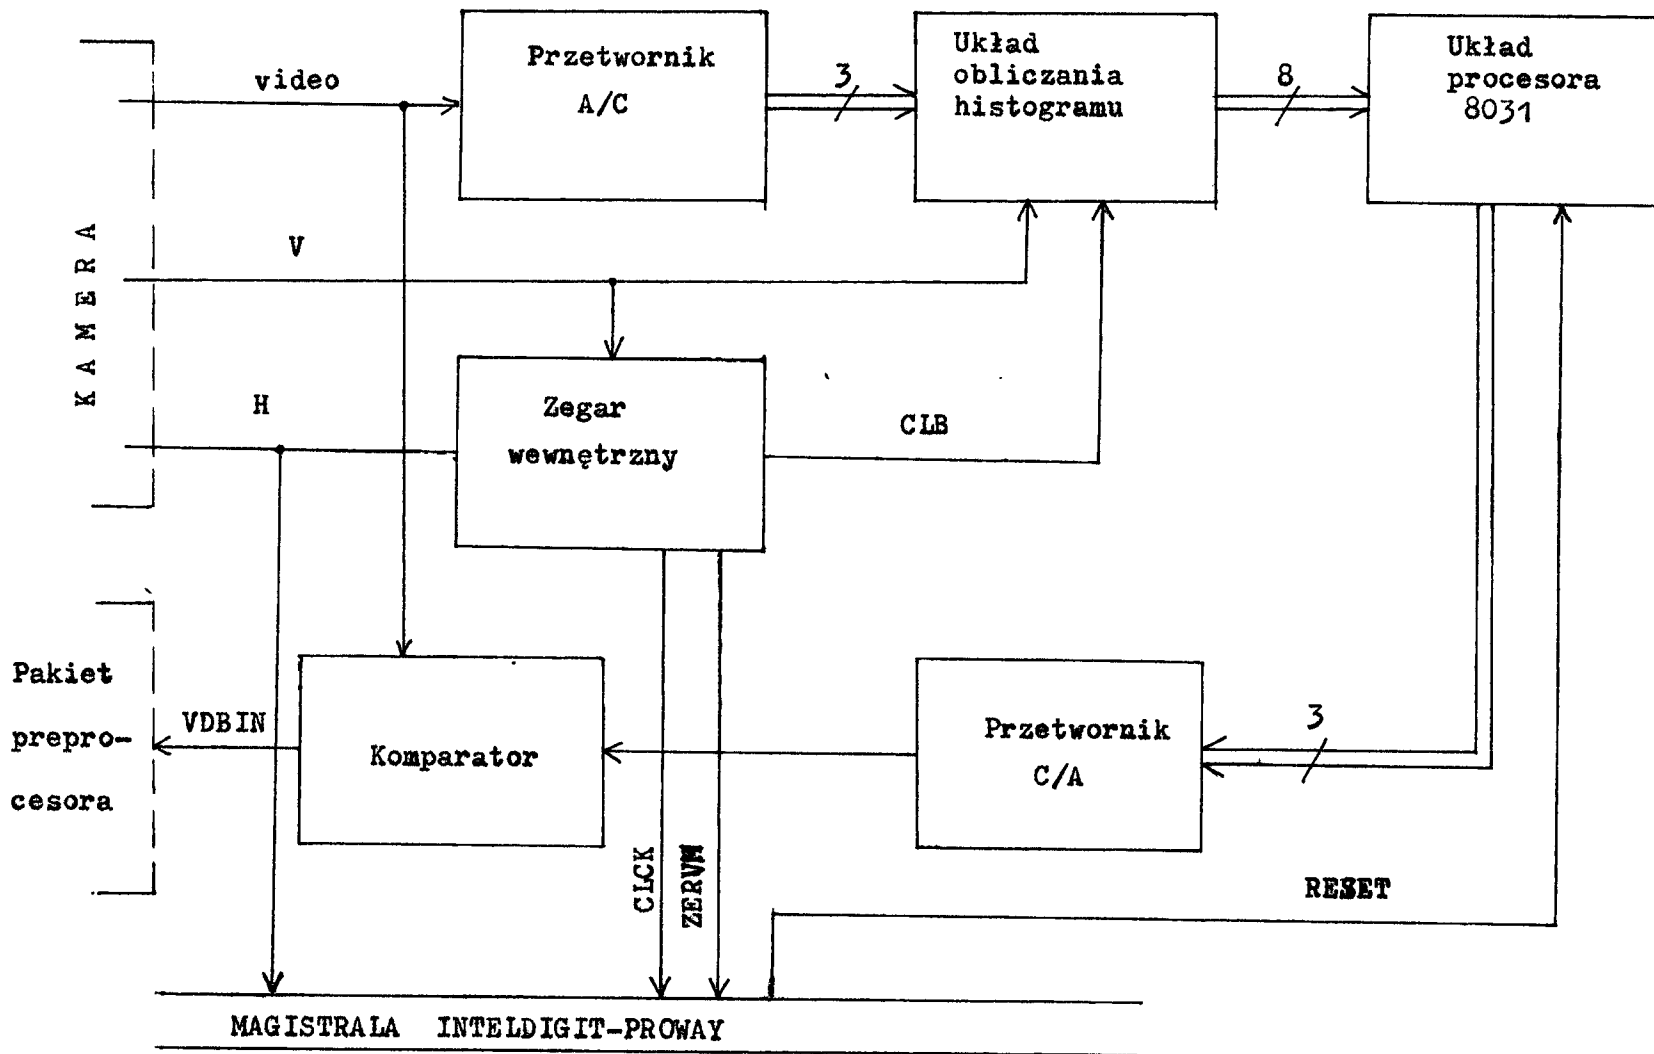 Przetwornik
A/C
Układ
obliczania
histogramu
Układ
procesora
8031
video
3
8
V
KAMERA
H
Zegar
wewnętrzny
CLB
Pakiet
prepro-
cesora
VDBIN
Komparator
Przetwornik
C/A
3
CLCK
ZERVM
RESET
MAGISTRALA INTELDIGIT-PROWAY